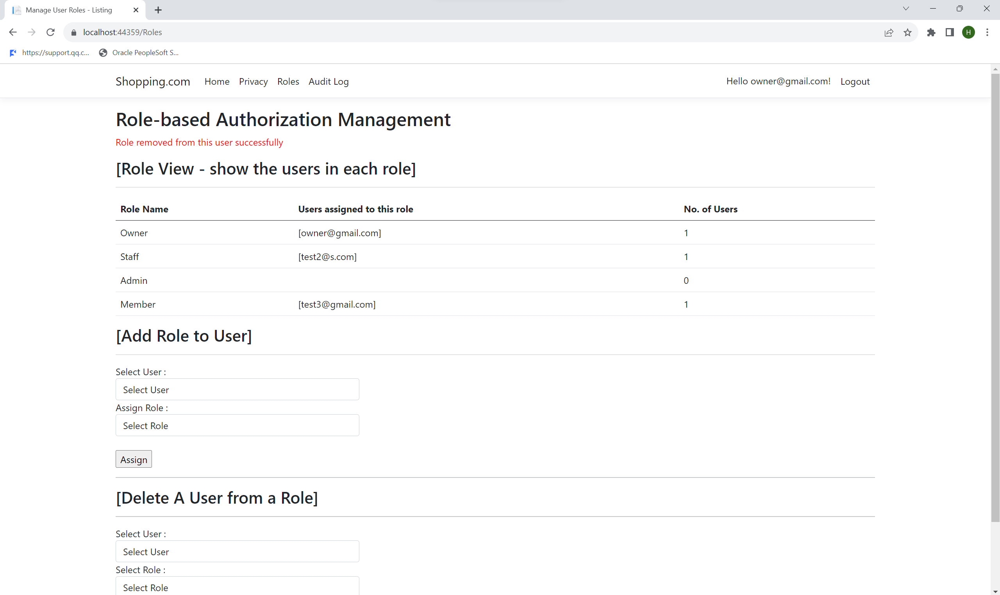 Manage User Roles - Listing
localhost:44359/Roles
H
https://support.qq.c...
Oracle PeopleSoft S...
Shopping.com Home Privacy Roles Audit Log Hello owner@gmail.com! Logout
Role-based Authorization Management
Role removed from this user successfully
[Role View - show the users in each role]
Role Name Users assigned to this role No. of Users
Owner [owner@gmail.com] 1
Staff [test2@s.com] 1
Admin 0
Member [test3@gmail.com] 1
[Add Role to User]
Select User :
Select User
Assign Role :
Select Role
Assign
[Delete A User from a Role]
Select User :
Select User
Select Role :
Select Role